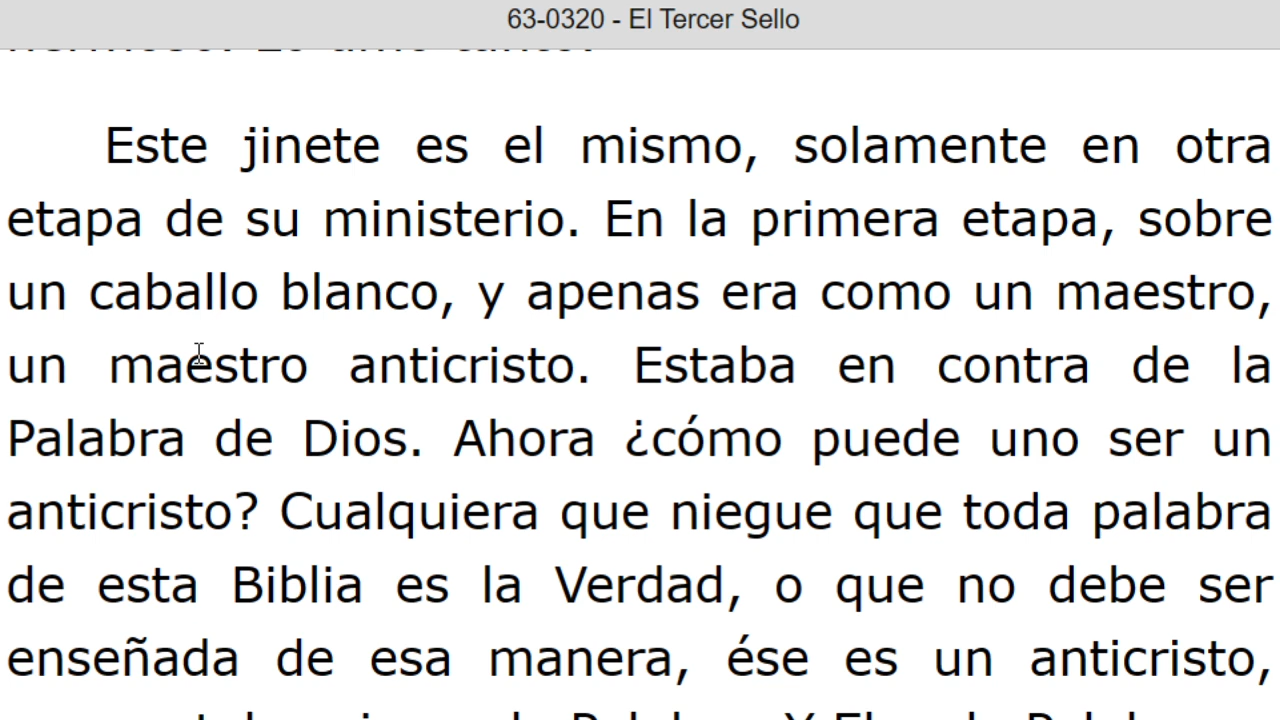 63-0320 - El Tercer Sello
Este jinete es el mismo, solamente en otra
etapa de su ministerio. En la primera etapa, sobre
un caballo blanco, y apenas era como un maestro,
un maestro anticristo. Estaba en contra de la
Palabra de Dios. Ahora ¿cómo puede uno ser un
anticristo? Cualquiera que niegue que toda palabra
de esta Biblia es la Verdad, o que no debe ser
enseñada de esa manera, ése es un anticristo,